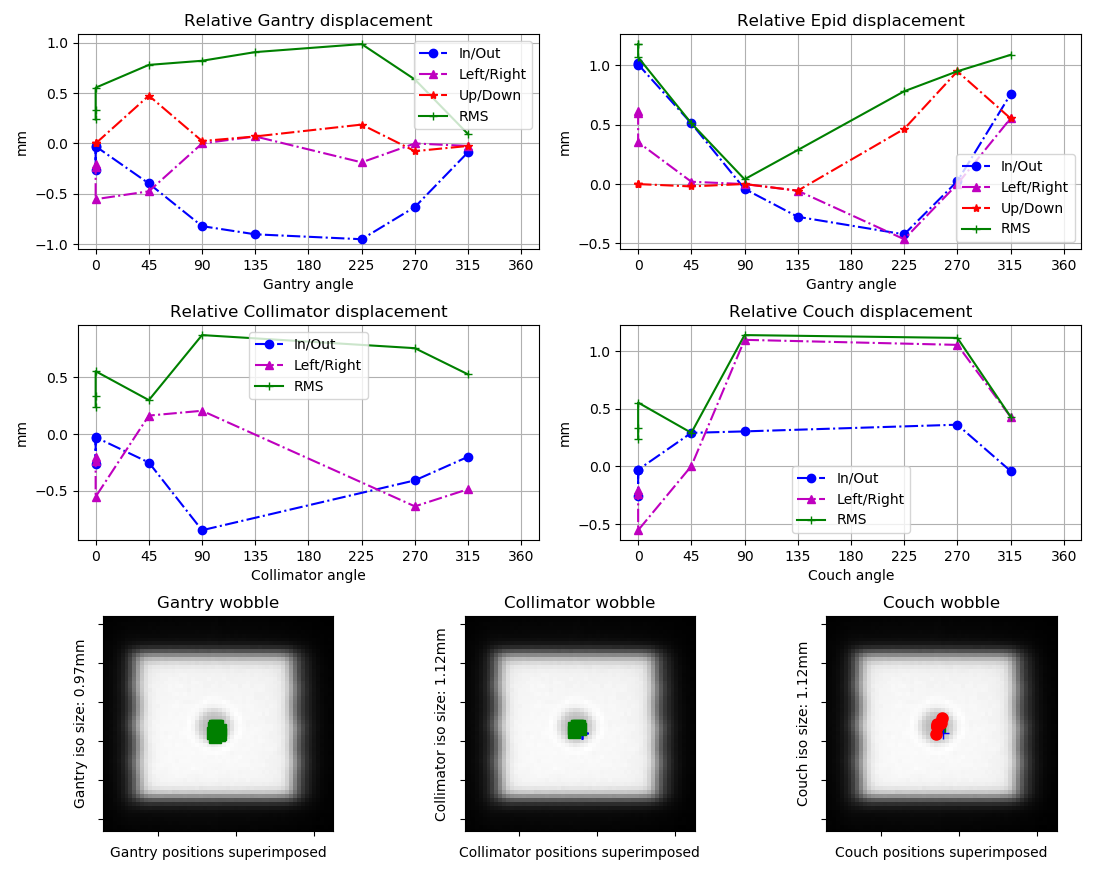 Relative Gantry displacement
1.0
0.5
0.0
−0.5
−1.0
mm
In/Out
Left/Right
Up/Down
RMS
0 45 90 135 180 225 270 315 360
Gantry angle
Relative Epid displacement
1.0
0.5
0.0
−0.5
mm
In/Out
Left/Right
Up/Down
RMS
0 45 90 135 180 225 270 315 360
Gantry angle
Relative Collimator displacement
0.5
0.0
−0.5
mm
In/Out
Left/Right
RMS
0 45 90 135 180 225 270 315 360
Collimator angle
Relative Couch displacement
1.0
0.5
0.0
−0.5
mm
In/Out
Left/Right
RMS
0 45 90 135 180 225 270 315 360
Couch angle
Gantry wobble
Gantry iso size: 0.97mm
Gantry positions superimposed
Collimator wobble
Collimator iso size: 1.12mm
Collimator positions superimposed
Couch wobble
Couch iso size: 1.12mm
Couch positions superimposed